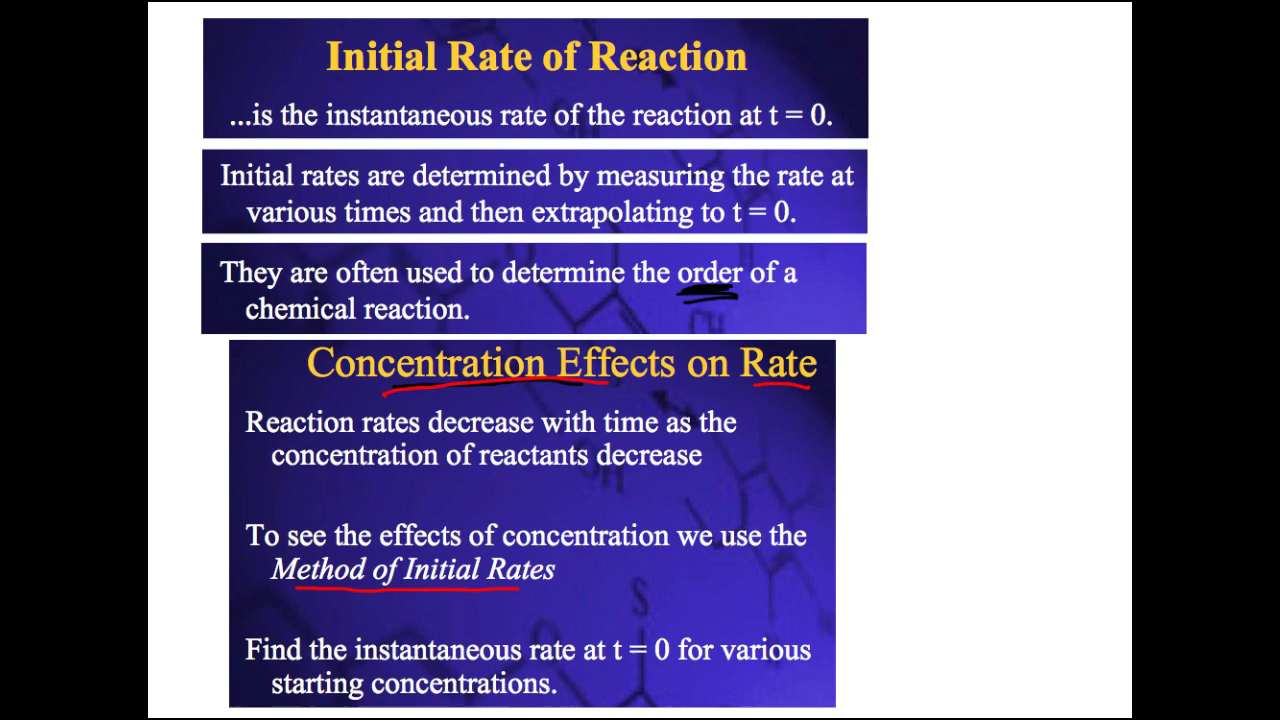 Initial Rate of Reaction
...is the instantaneous rate of the reaction at t = 0.
Initial rates are determined by measuring the rate at
various times and then extrapolating to t = 0.
They are often used to determine the order of a
chemical reaction.
Concentration Effects on Rate
Reaction rates decrease with time as the
concentration of reactants decrease
To see the effects of concentration we use the
Method of Initial Rates
Find the instantaneous rate at t = 0 for various
starting concentrations.